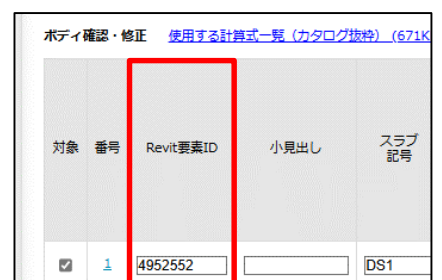 ボディ確認・修正 使用する計算式一覧（カタログ抜粋） (671K
対象 番号 Revit要素ID 小見出し スラブ
記号
1 4952552 DS1